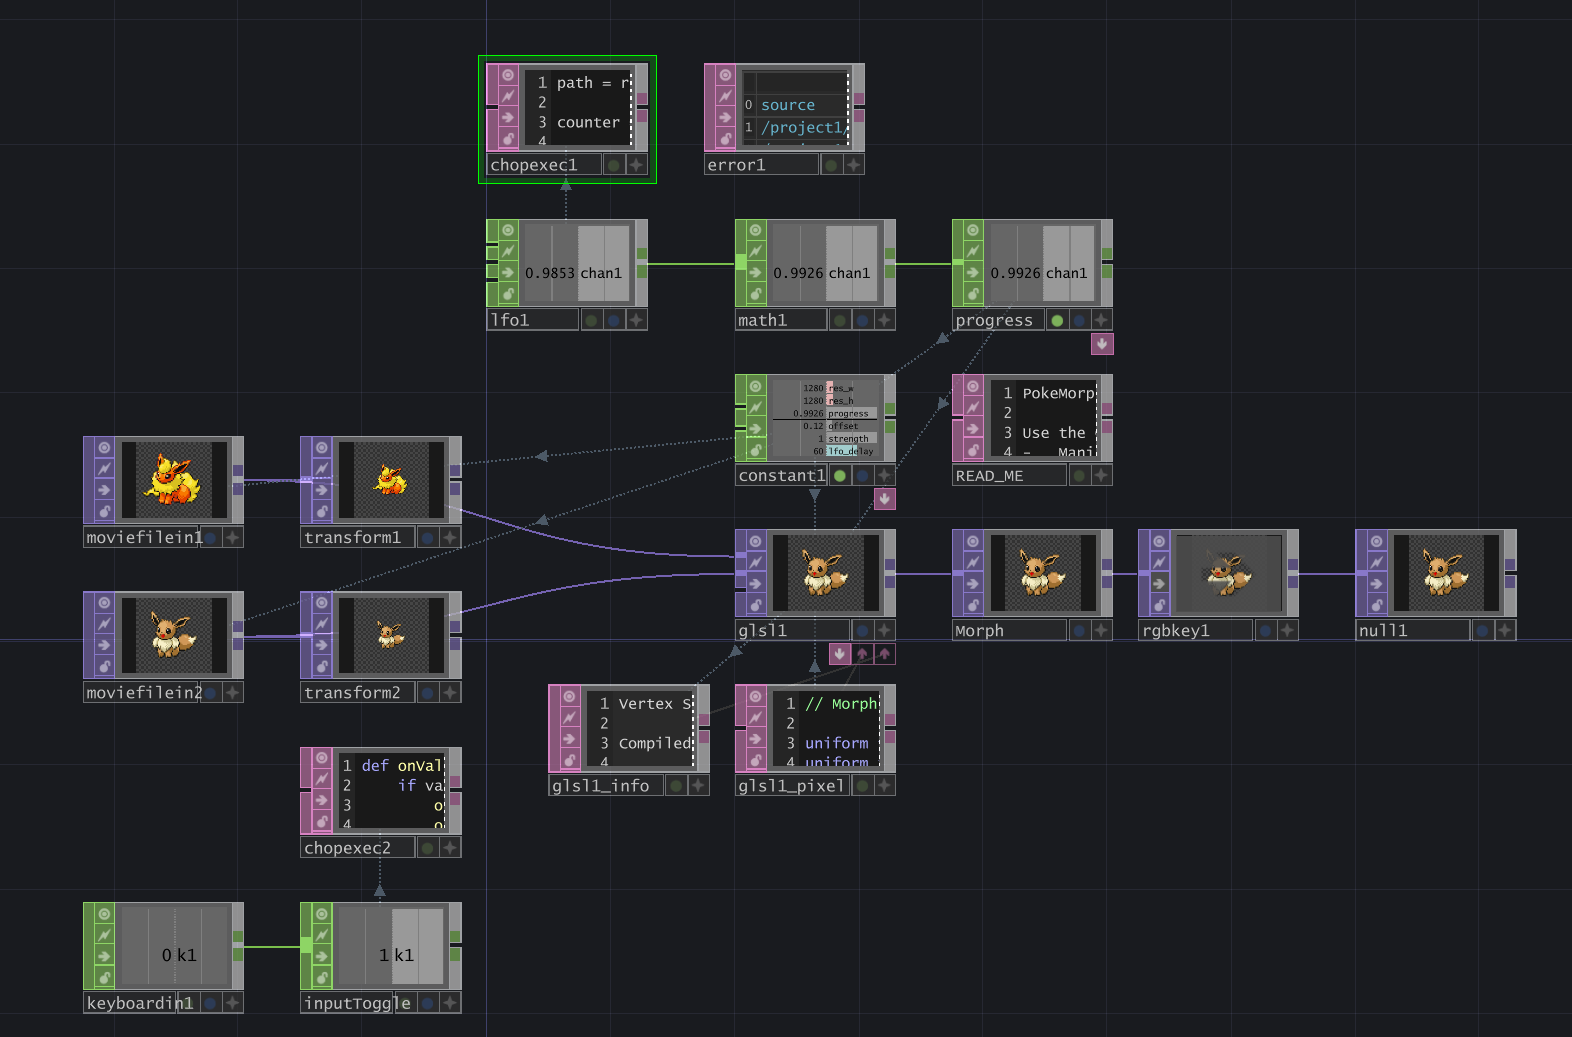 1 path = r
2
3 counter
4
chopexec1
0 source
1 /project1/
error1
0.9853 chan1
lfo1
0.9926 chan1
math1
0.9926 chan1
progress
1280 res_w
1280 res_h
0.9926 progress
0.12 offset
1 strength
60 lfo_delay
constant1
1 PokeMorp
2
3 Use the
4 - Mani
READ_ME
moviefilein1
transform1
moviefilein2
transform2
glsl1
Morph
rgbkey1
null1
1 Vertex S
2
3 Compiled
4
glsl1_info
1 // Morph
2
3 uniform
4 uniform
glsl1_pixel
1 def onVal
2 if va
3 o
4 o
chopexec2
0 k1
keyboardin1
1 k1
inputToggle